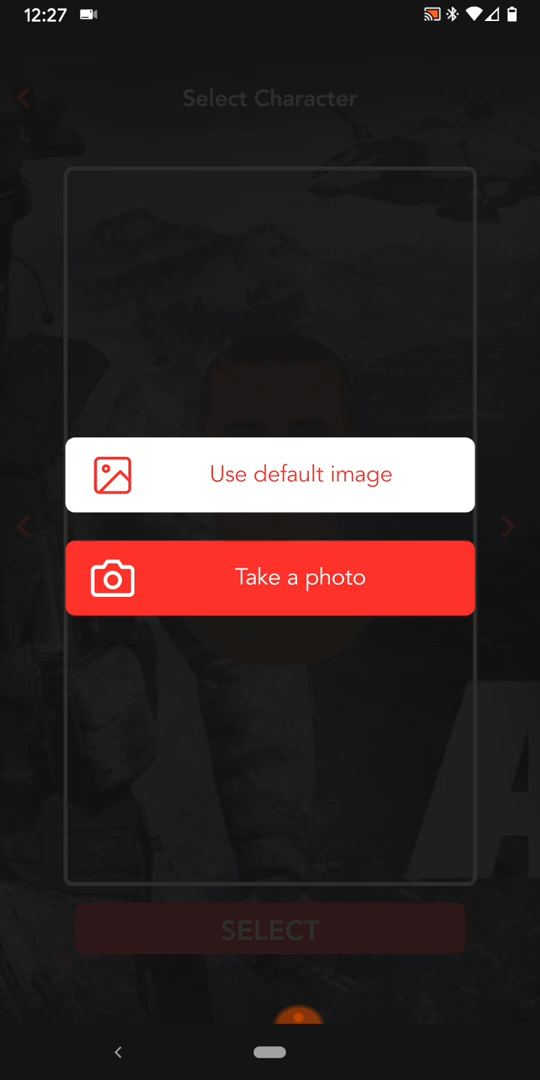 12:27
Select Character
Use default image
Take a photo
A
SELECT